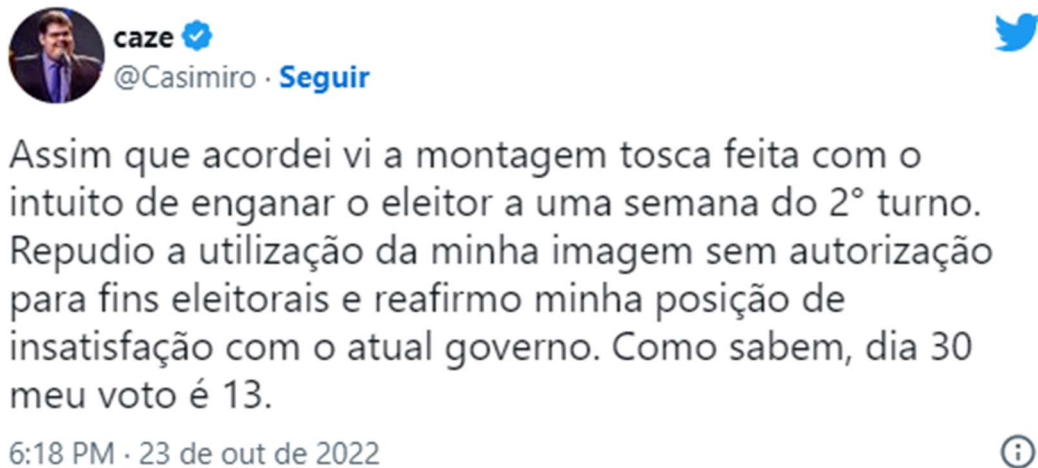 caze
@Casimiro · Seguir
Assim que acordei vi a montagem tosca feita com o
intuito de enganar o eleitor a uma semana do 2° turno.
Repudio a utilização da minha imagem sem autorização
para fins eleitorais e reafirmo minha posição de
insatisfação com o atual governo. Como sabem, dia 30
meu voto é 13.
6:18 PM · 23 de out de 2022